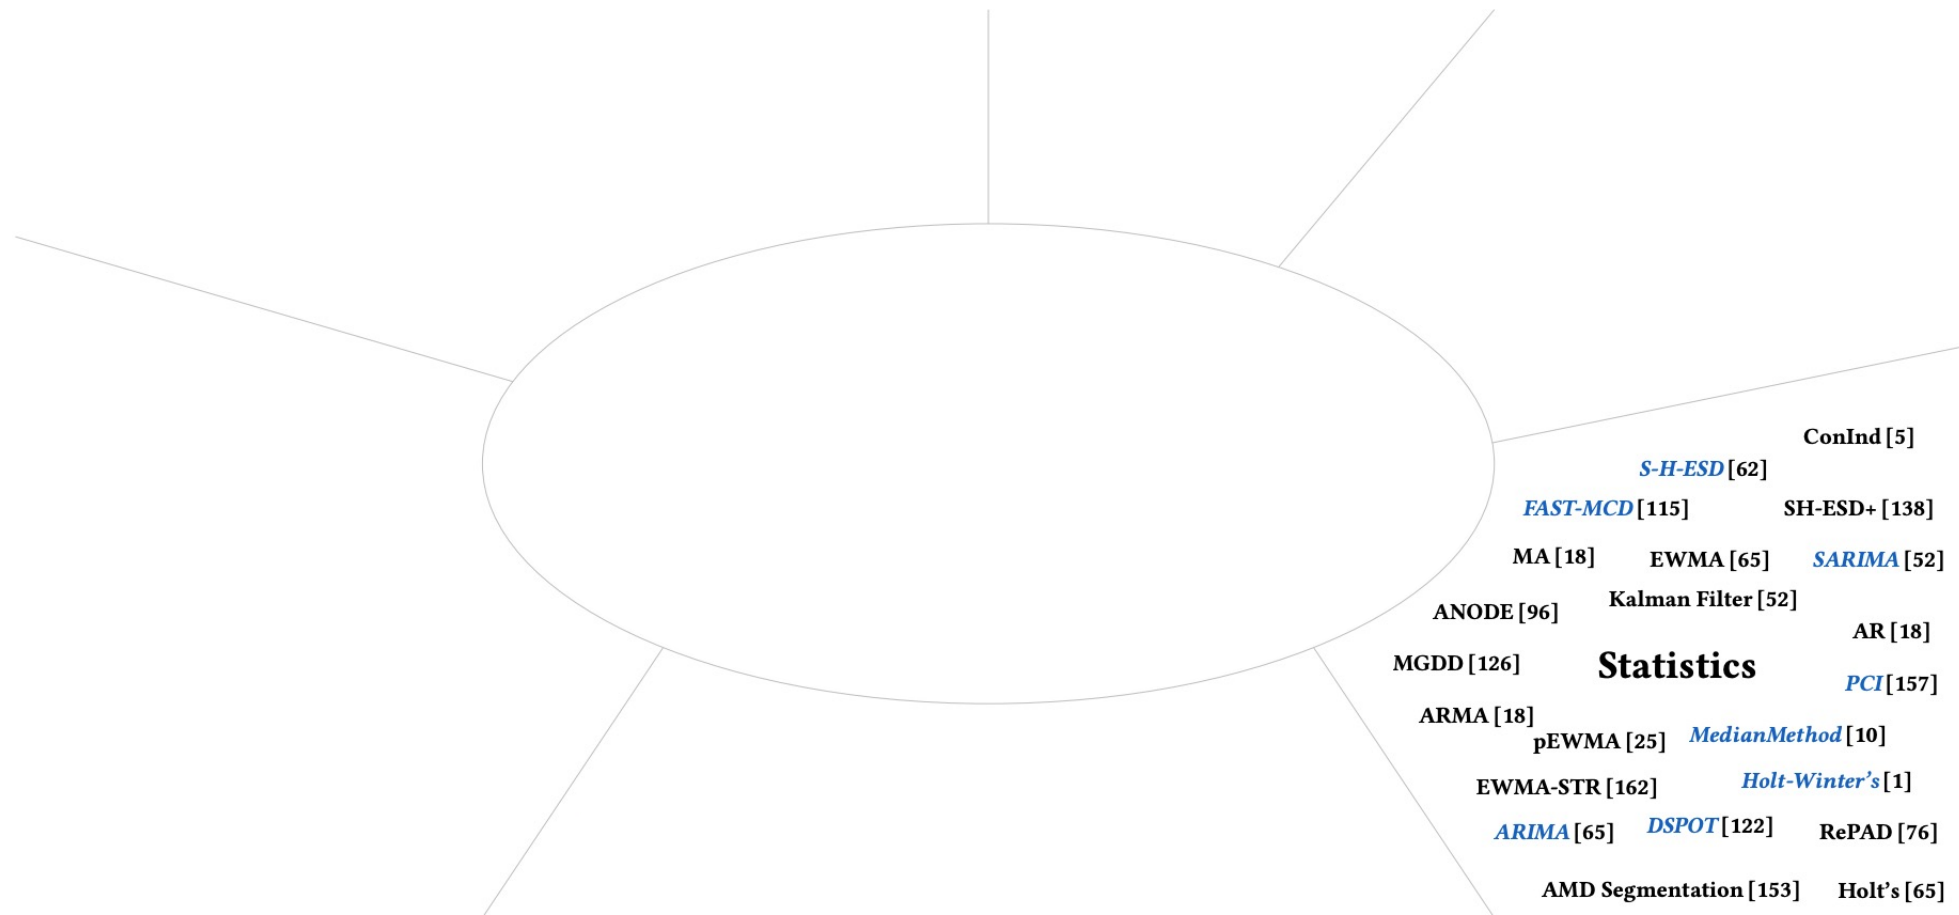 ConInd [5]
S-H-ESD [62]
FAST-MCD [115]
SH-ESD+ [138]
MA [18]
EWMA [65]
SARIMA [52]
Kalman Filter [52]
ANODE [96]
AR [18]
MGDD [126]
Statistics
PCI [157]
ARMA [18]
pEWMA [25]
MedianMethod [10]
EWMA-STR [162]
Holt-Winter’s [1]
ARIMA [65]
DSPOT [122]
RePAD [76]
AMD Segmentation [153]
Holt’s [65]